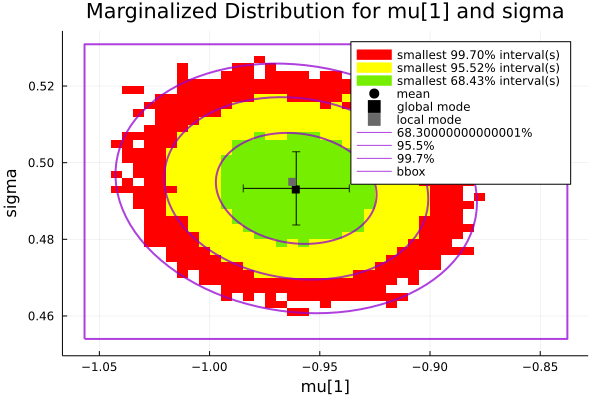 Marginalized Distribution for mu[1] and sigma
smallest 99.70% interval(s)
smallest 95.52% interval(s)
smallest 68.43% interval(s)
mean
global mode
local mode
68.30000000000001%
95.5%
99.7%
bbox
sigma
0.52
0.50
0.48
0.46
−1.05
−1.00
−0.95
−0.90
−0.85
mu[1]